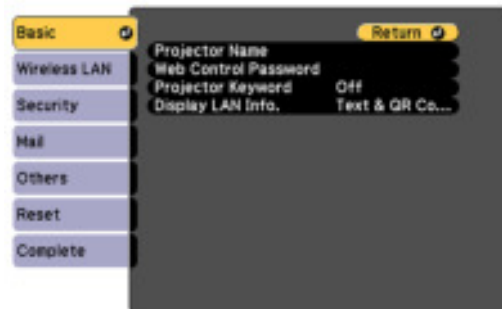 Basic
Wireless LAN
Security
Mail
Others
Reset
Complete
Return
Projector Name
Web Control Password
Projector Keyword Off
Display LAN Info. Text & QR Co...